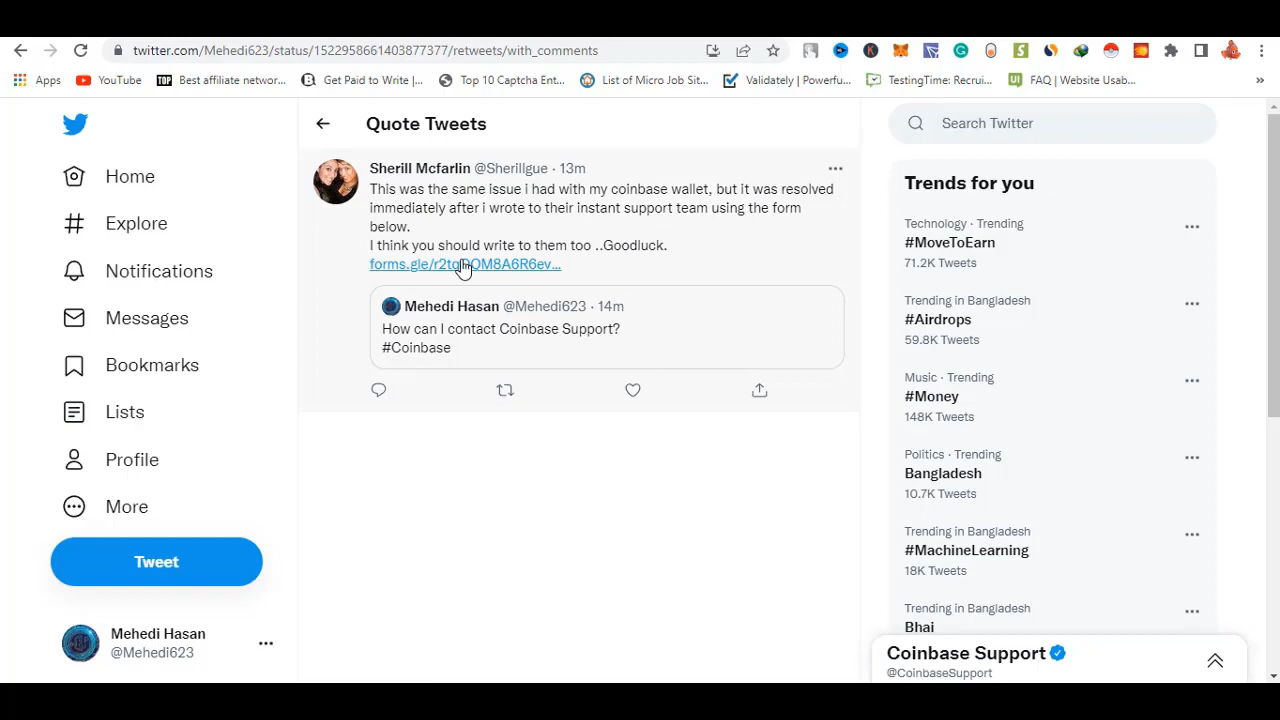 twitter.com/Mehedi623/status/1522958661403877377/retweets/with_comments
Apps
YouTube
Best affiliate networ...
Get Paid to Write |...
Top 10 Captcha Ent...
List of Micro Job Sit...
Validately | Powerfu...
TestingTime: Recrui...
FAQ | Website Usab...
Home
Explore
Notifications
Messages
Bookmarks
Lists
Profile
More
Tweet
Mehedi Hasan
@Mehedi623
Quote Tweets
Sherill Mcfarlin @Sherillgue · 13m
This was the same issue i had with my coinbase wallet, but it was resolved
immediately after i wrote to their instant support team using the form
below.
I think you should write to them too ..Goodluck.
Mehedi Hasan @Mehedi623 · 14m
How can I contact Coinbase Support?
#Coinbase
Search Twitter
Trends for you
Technology · Trending
#MoveToEarn
71.2K Tweets
Trending in Bangladesh
#Airdrops
59.8K Tweets
Music · Trending
#Money
148K Tweets
Politics · Trending
Bangladesh
10.7K Tweets
Trending in Bangladesh
#MachineLearning
18K Tweets
Trending in Bangladesh
Bhai
Coinbase Support
@CoinbaseSupport